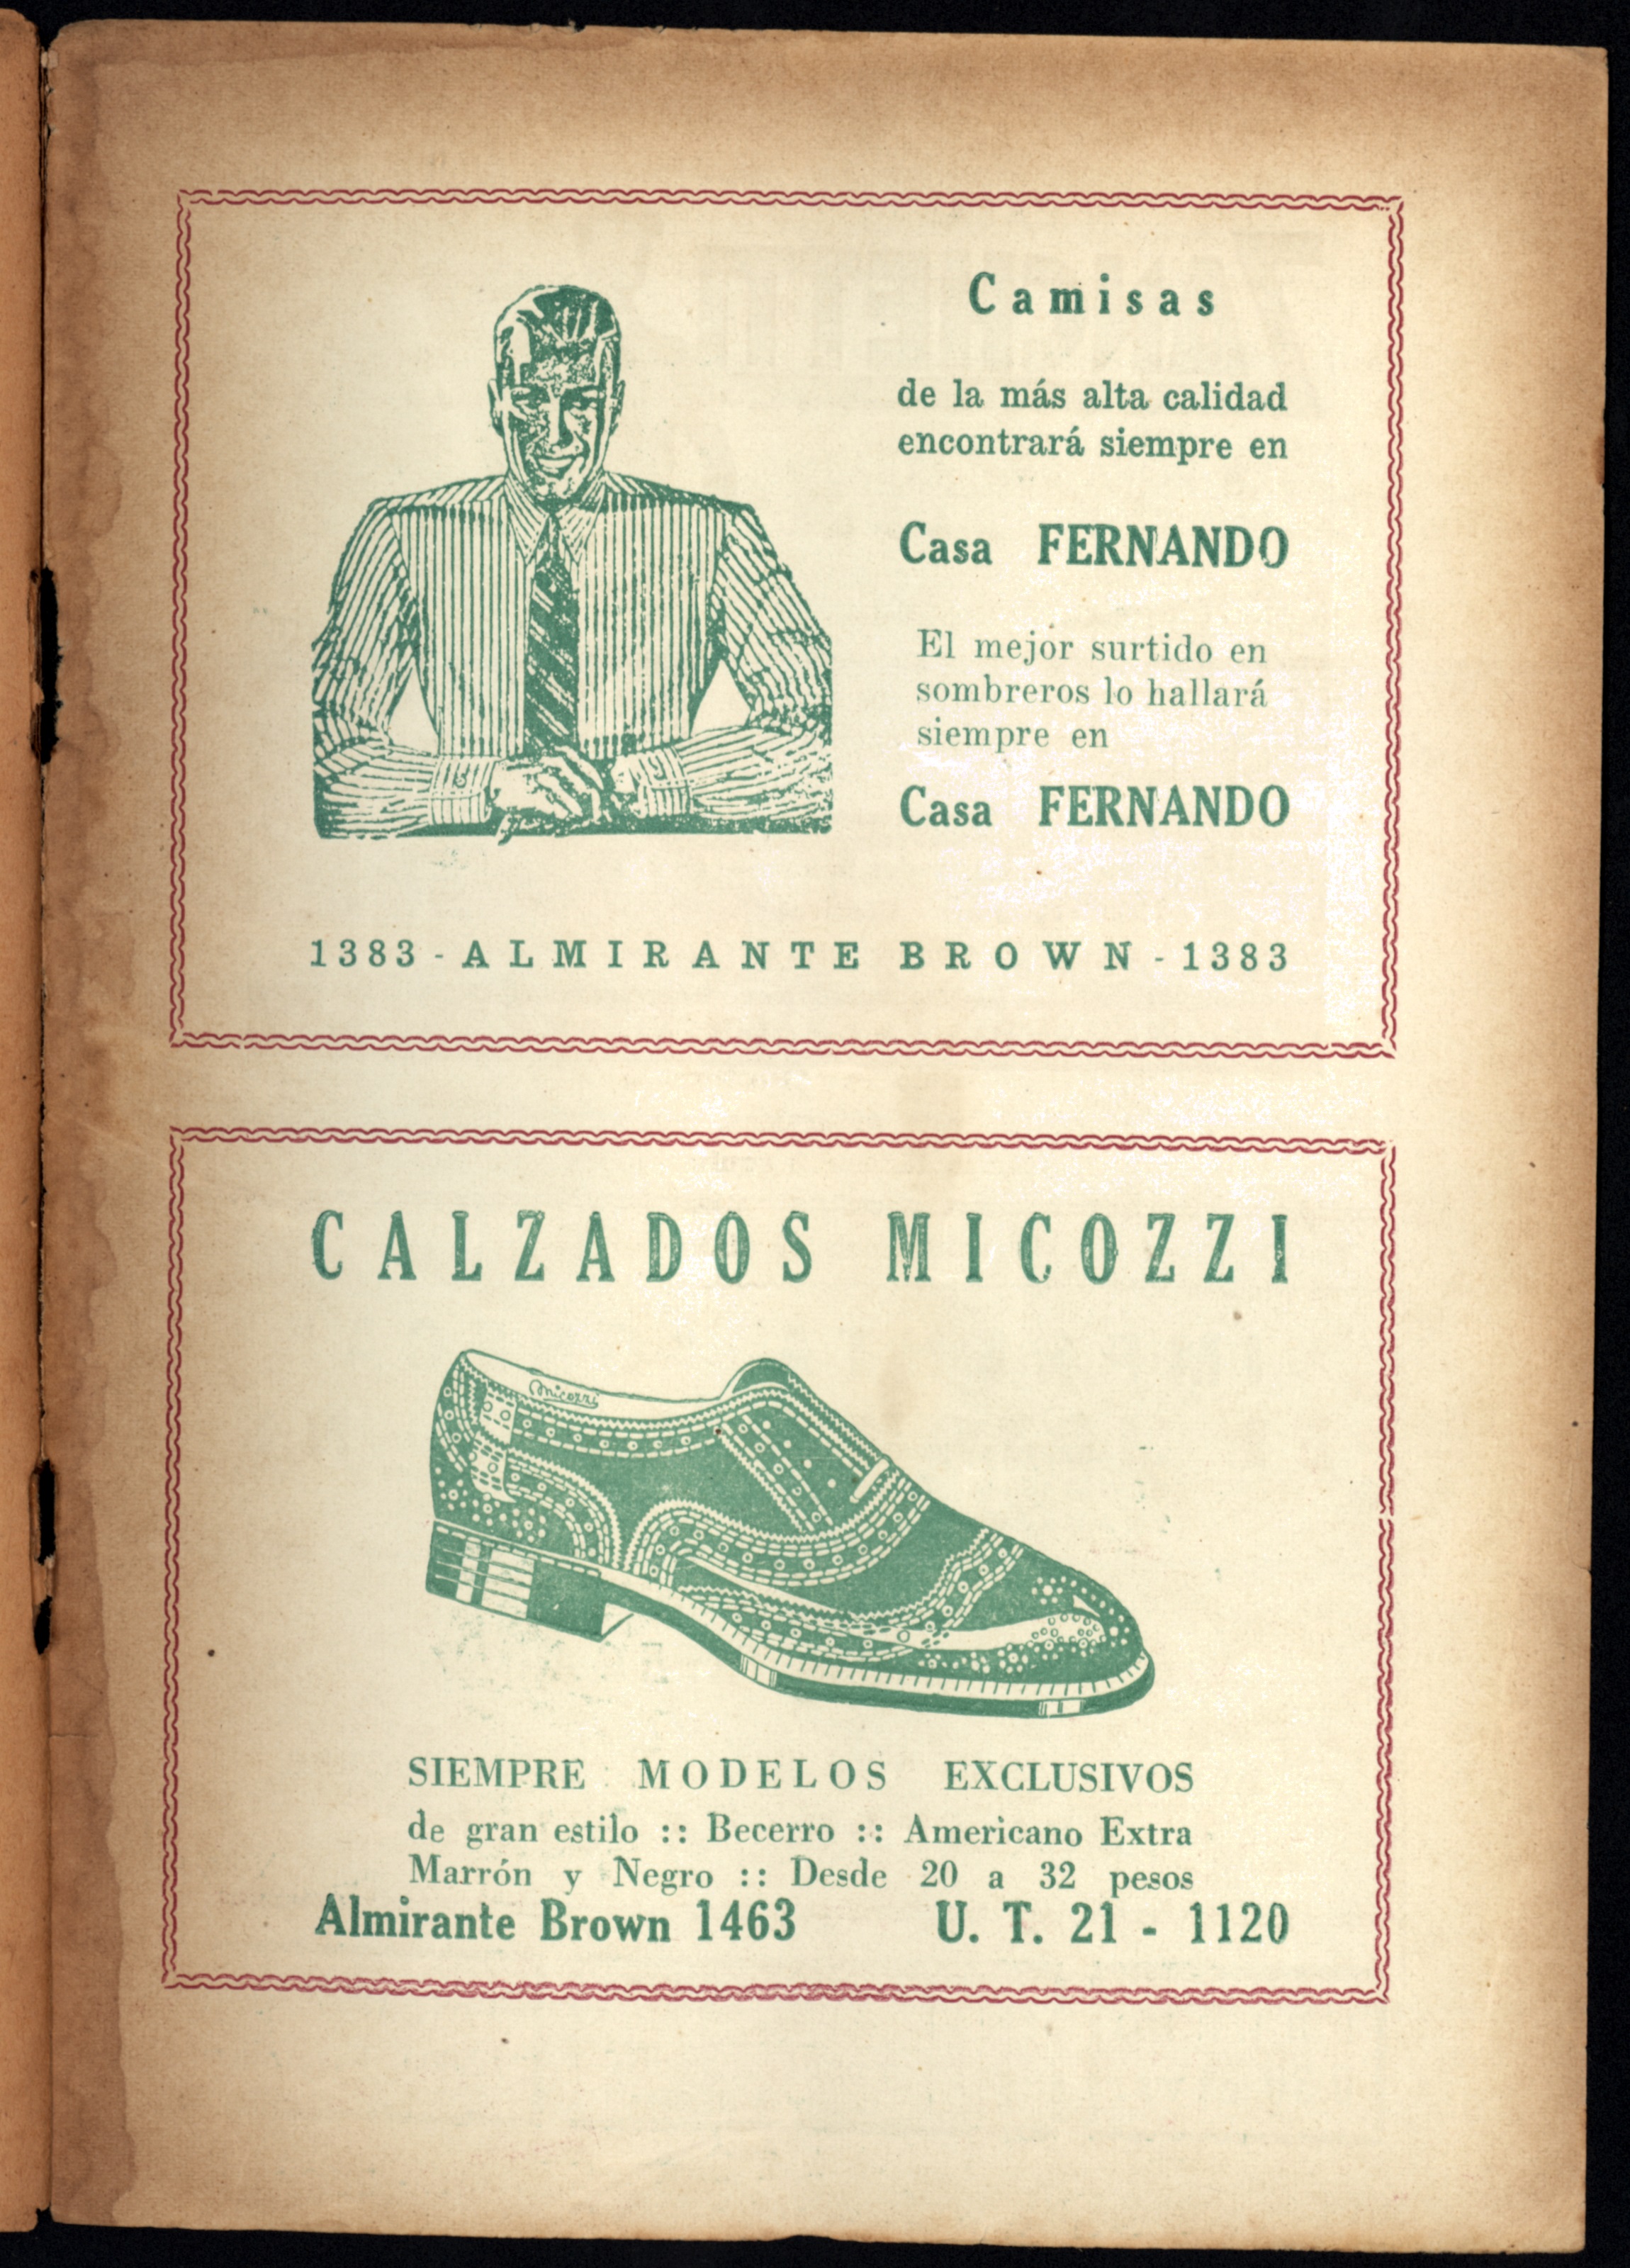 Camisas
de la más alta calidad
encontrará siempre en
Casa FERNANDO
El mejor surtido en
sombreros lo hallará
siempre en
Casa FERNANDO
1383 - ALMIRANTE BROWN - 1383
CALZADOS MICOZZI
Micozzi
SIEMPRE MODELOS EXCLUSIVOS
de gran estilo :: Becerro :: Americano Extra
Marrón y Negro :: Desde 20 a 32 pesos
Almirante Brown 1463 U. T. 21 - 1120